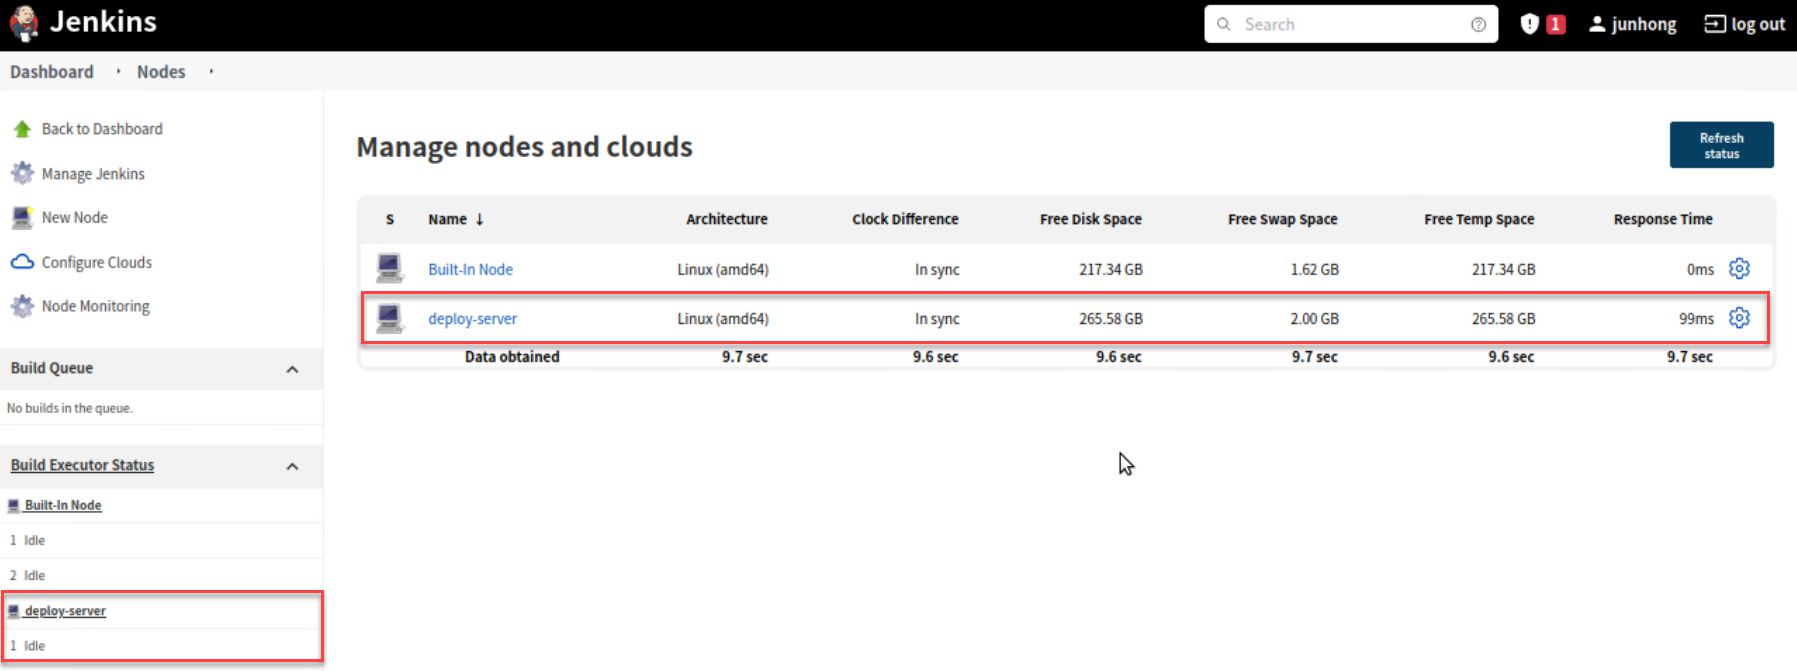 Jenkins
Search
1
junhong
log out
Dashboard
Nodes
Back to Dashboard
Manage Jenkins
New Node
Configure Clouds
Node Monitoring
Build Queue
No builds in the queue.
Build Executor Status
Built-In Node
1 Idle
2 Idle
deploy-server
1 Idle
Manage nodes and clouds
Refresh
status
S Name ↓ Architecture Clock Difference Free Disk Space Free Swap Space Free Temp Space Response Time
Built-In Node Linux (amd64) In sync 217.34 GB 1.62 GB 217.34 GB 0ms
deploy-server Linux (amd64) In sync 265.58 GB 2.00 GB 265.58 GB 99ms
Data obtained 9.7 sec 9.6 sec 9.6 sec 9.7 sec 9.6 sec 9.7 sec